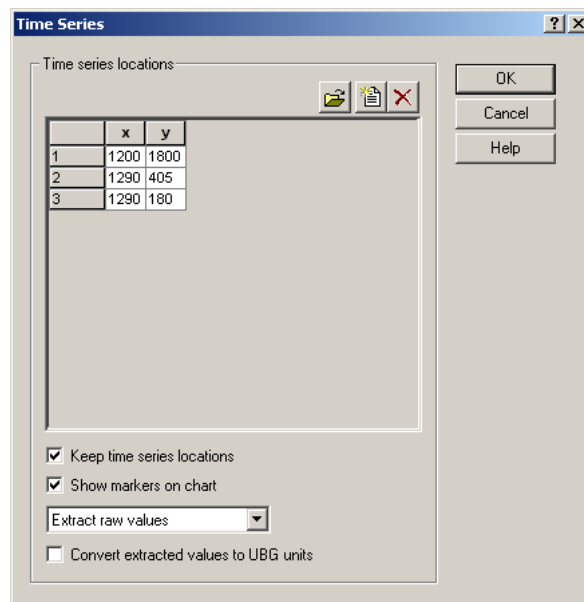 Time Series
Time series locations
OK
Cancel
Help
x y
1 1200 1800
2 1290 405
3 1290 180
Keep time series locations
Show markers on chart
Extract raw values
Convert extracted values to UBG units